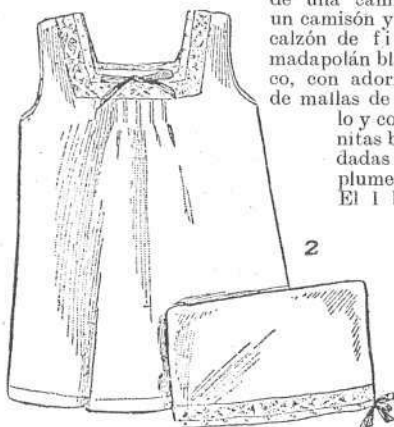 de una
un camisón y
calzón de fi
madapolán bl
co, con ador
de mallas de
lo y co
nitas b
dadas
plume
El 1
2